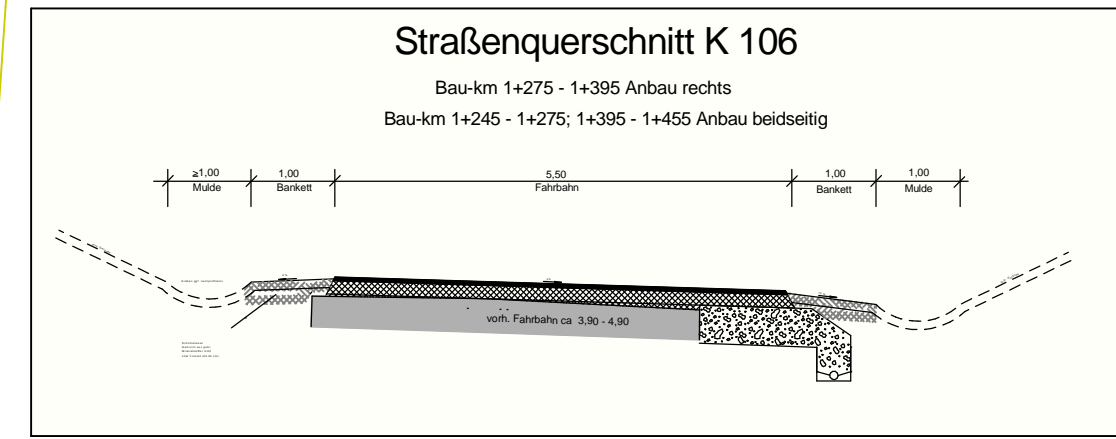 Straßenquerschnitt K 106
Bau-km 1+275 - 1+395 Anbau rechts
Bau-km 1+245 - 1+275; 1+395 - 1+455 Anbau beidseitig
≥1,00 1,00 5,50 1,00 1,00
Mulde Bankett Fahrbahn Bankett Mulde
vorh. Fahrbahn ca 3,90 - 4,90